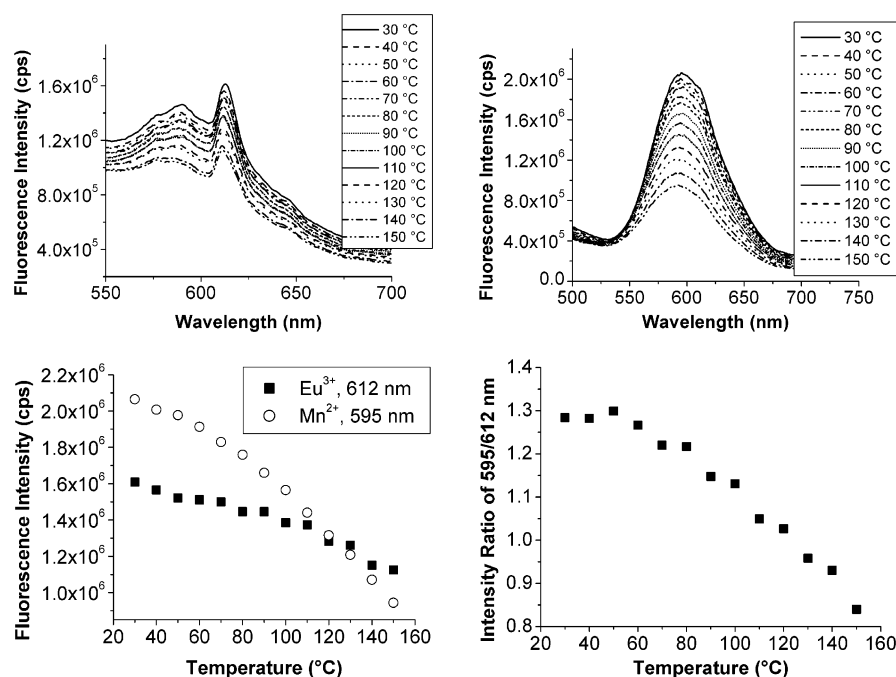 Fluorescence Intensity (cps)
1.6x10⁶
1.2x10⁶
8.0x10⁵
4.0x10⁵
550
600
650
700
Wavelength (nm)
30 °C
40 °C
50 °C
60 °C
70 °C
80 °C
90 °C
100 °C
110 °C
120 °C
130 °C
140 °C
150 °C
Fluorescence Intensity (cps)
2.0x10⁶
1.6x10⁶
1.2x10⁶
8.0x10⁵
4.0x10⁵
0.0
500
550
600
650
700
750
Wavelength (nm)
30 °C
40 °C
50 °C
60 °C
70 °C
80 °C
90 °C
100 °C
110 °C
120 °C
130 °C
140 °C
150 °C
Fluorescence Intensity (cps)
2.2x10⁶
2.0x10⁶
1.8x10⁶
1.6x10⁶
1.4x10⁶
1.2x10⁶
1.0x10⁶
20
40
60
80
100
120
140
160
Temperature (°C)
Eu³⁺, 612 nm
Mn²⁺, 595 nm
Intensity Ratio of 595/612 nm
1.4
1.3
1.2
1.1
1.0
0.9
0.8
20
40
60
80
100
120
140
160
Temperature (°C)